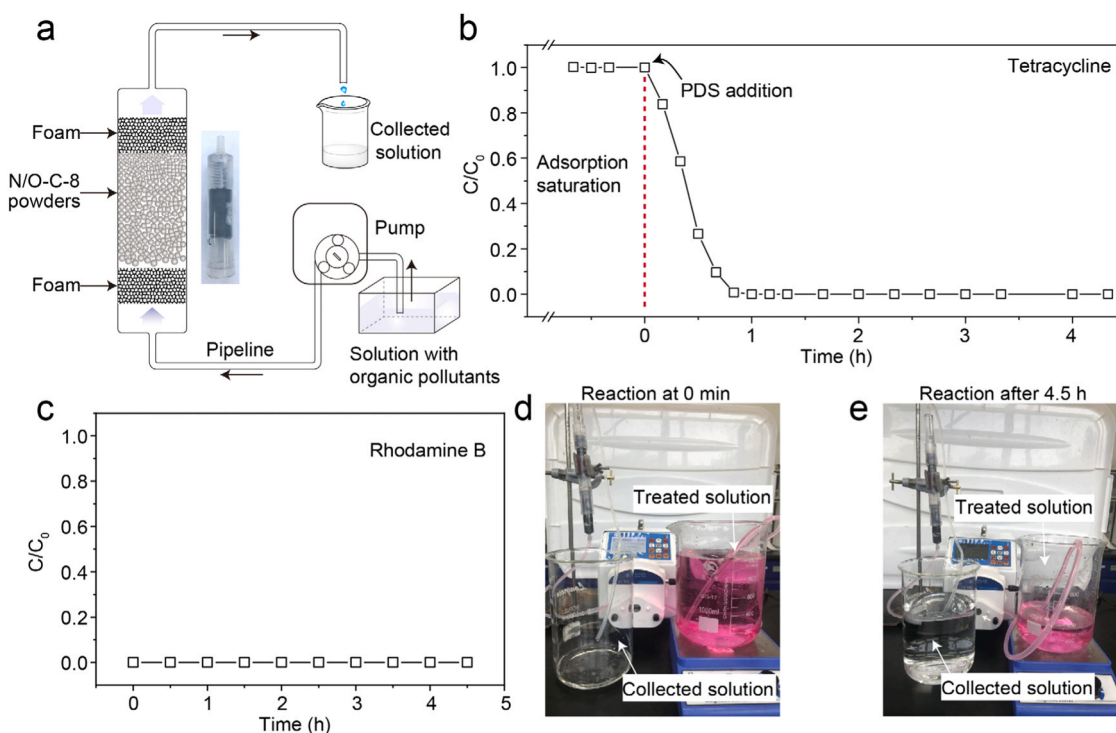 a
Foam
N/O-C-8
powders
Foam
Collected
solution
Pump
Pipeline
Solution with
organic pollutants
b
C/C0
1.0
0.8
0.6
0.4
0.2
0.0
Tetracycline
PDS addition
Adsorption
saturation
0 1 2 3 4
Time (h)
c
C/C0
1.0
0.8
0.6
0.4
0.2
0.0
Rhodamine B
0 1 2 3 4 5
Time (h)
d
Reaction at 0 min
Treated solution
1000ml
Collected solution
e
Reaction after 4.5 h
Treated solution
Collected solution